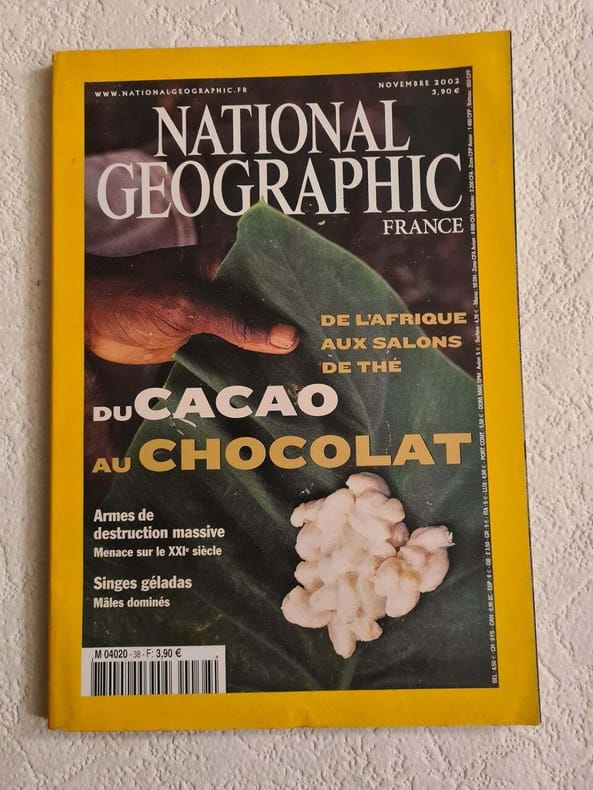 WWW.NATIONALGEOGRAPHIC.FR
NOVEMBRE 2002
3,90 €
NATIONAL
GEOGRAPHIC
FRANCE
DE L'AFRIQUE
AUX SALONS
DE THÉ
DU CACAO
AU CHOCOLAT
Armes de
destruction massive
Menace sur le XXIe siècle
Singes géladas
Mâles dominés
M 04020 - 38 - F: 3,90 €